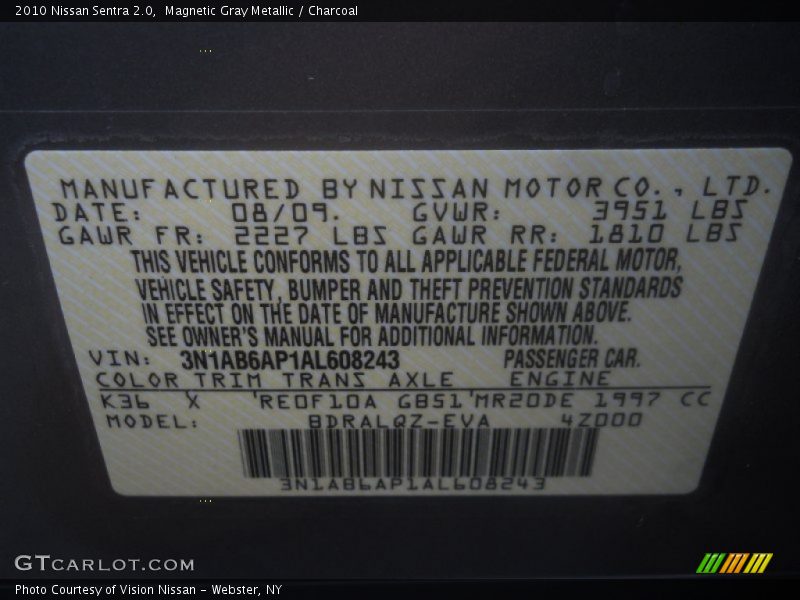 2010 Nissan Sentra 2.0,  Magnetic Gray Metallic / Charcoal
MANUFACTURED BY NISSAN MOTOR CO., LTD.
DATE: 08/09. GVWR: 3951 LBS
GAWR FR: 2227 LBS GAWR RR: 1810 LBS
THIS VEHICLE CONFORMS TO ALL APPLICABLE FEDERAL MOTOR,
VEHICLE SAFETY, BUMPER AND THEFT PREVENTION STANDARDS
IN EFFECT ON THE DATE OF MANUFACTURE SHOWN ABOVE.
SEE OWNER'S MANUAL FOR ADDITIONAL INFORMATION.
VIN: 3N1AB6AP1AL608243 PASSENGER CAR.
COLOR TRIM TRANS AXLE ENGINE
K36 X 'RE0F10A GB51'MR20DE 1997 CC
MODEL: BDRALQZ-EVA 4Z000
3N1AB6AP1AL608243
GTCARLOT.COM
Photo Courtesy of Vision Nissan - Webster, NY